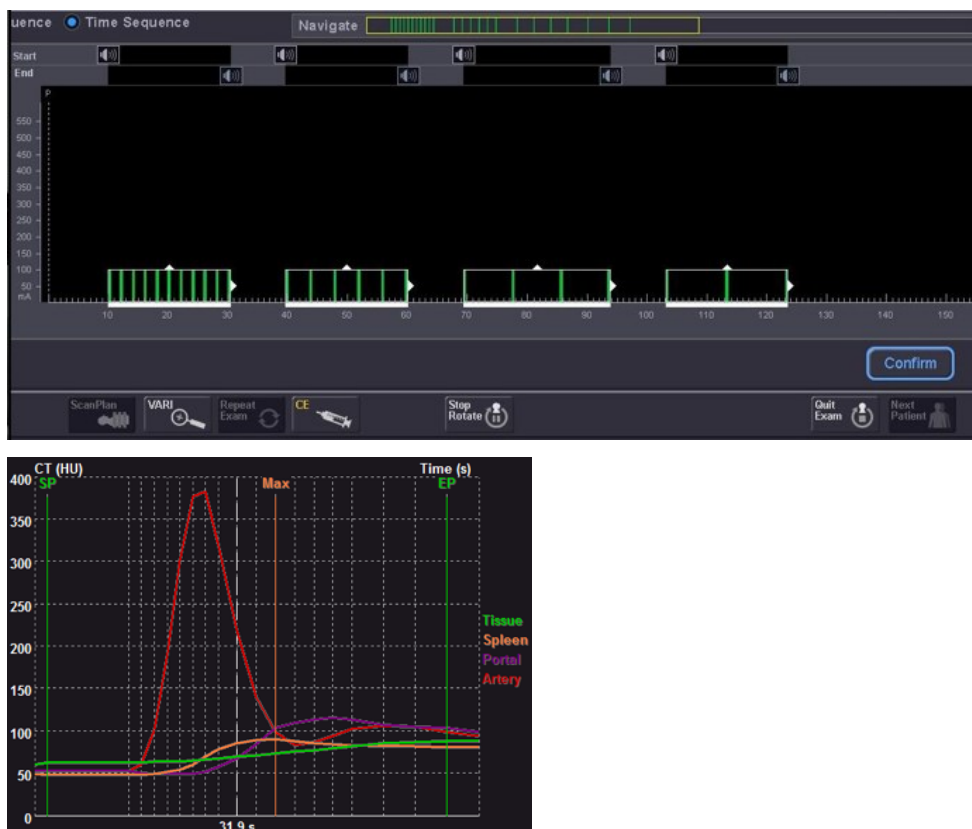 uence Time Sequence Navigate
Start
End
P
550
500
450
400
350
300
250
200
150
100
50
mA
10 20 30 40 50 60 70 80 90 100 110 120 130 140 150
Confirm
ScanPlan VARI Repeat Exam CE Stop Rotate Quit Exam Next Patient
CT (HU) Time (s)
400 SP Max EP
350
300
250
200
150
100
50
0
Tissue
Spleen
Portal
Artery
31.9 s